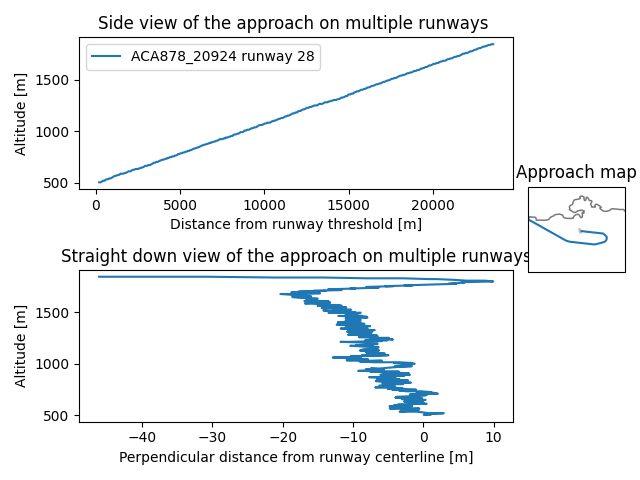 Side view of the approach on multiple runways
ACA878_20924 runway 28
Altitude [m]
1500
1000
500
0
5000
10000
15000
20000
Distance from runway threshold [m]
Approach map
Straight down view of the approach on multiple runways
Altitude [m]
1500
1000
500
−40
−30
−20
−10
0
10
Perpendicular distance from runway centerline [m]